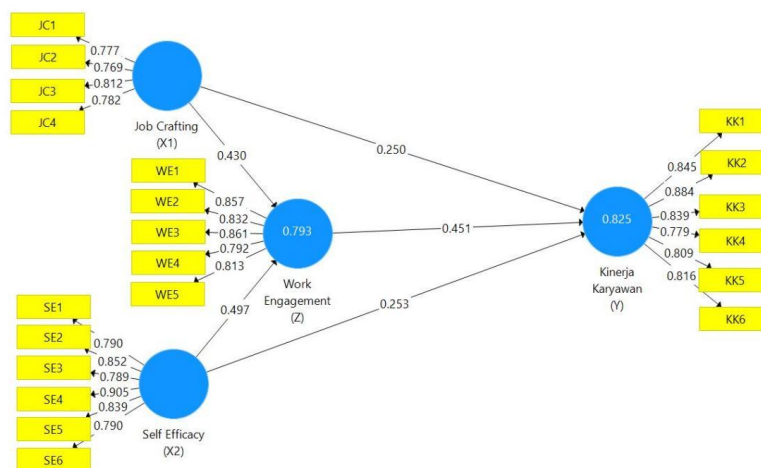 JC1
JC2
JC3
JC4
0.777
0.769
0.812
0.782
Job Crafting
(X1)
0.430
0.250
WE1
WE2
WE3
WE4
WE5
0.857
0.832
0.861
0.792
0.813
0.793
Work
Engagement
(Z)
0.451
0.497
0.253
SE1
SE2
SE3
SE4
SE5
SE6
0.790
0.852
0.789
0.905
0.839
0.790
Self Efficacy
(X2)
0.825
Kinerja
Karyawan
(Y)
0.845
0.884
0.839
0.779
0.809
0.816
KK1
KK2
KK3
KK4
KK5
KK6